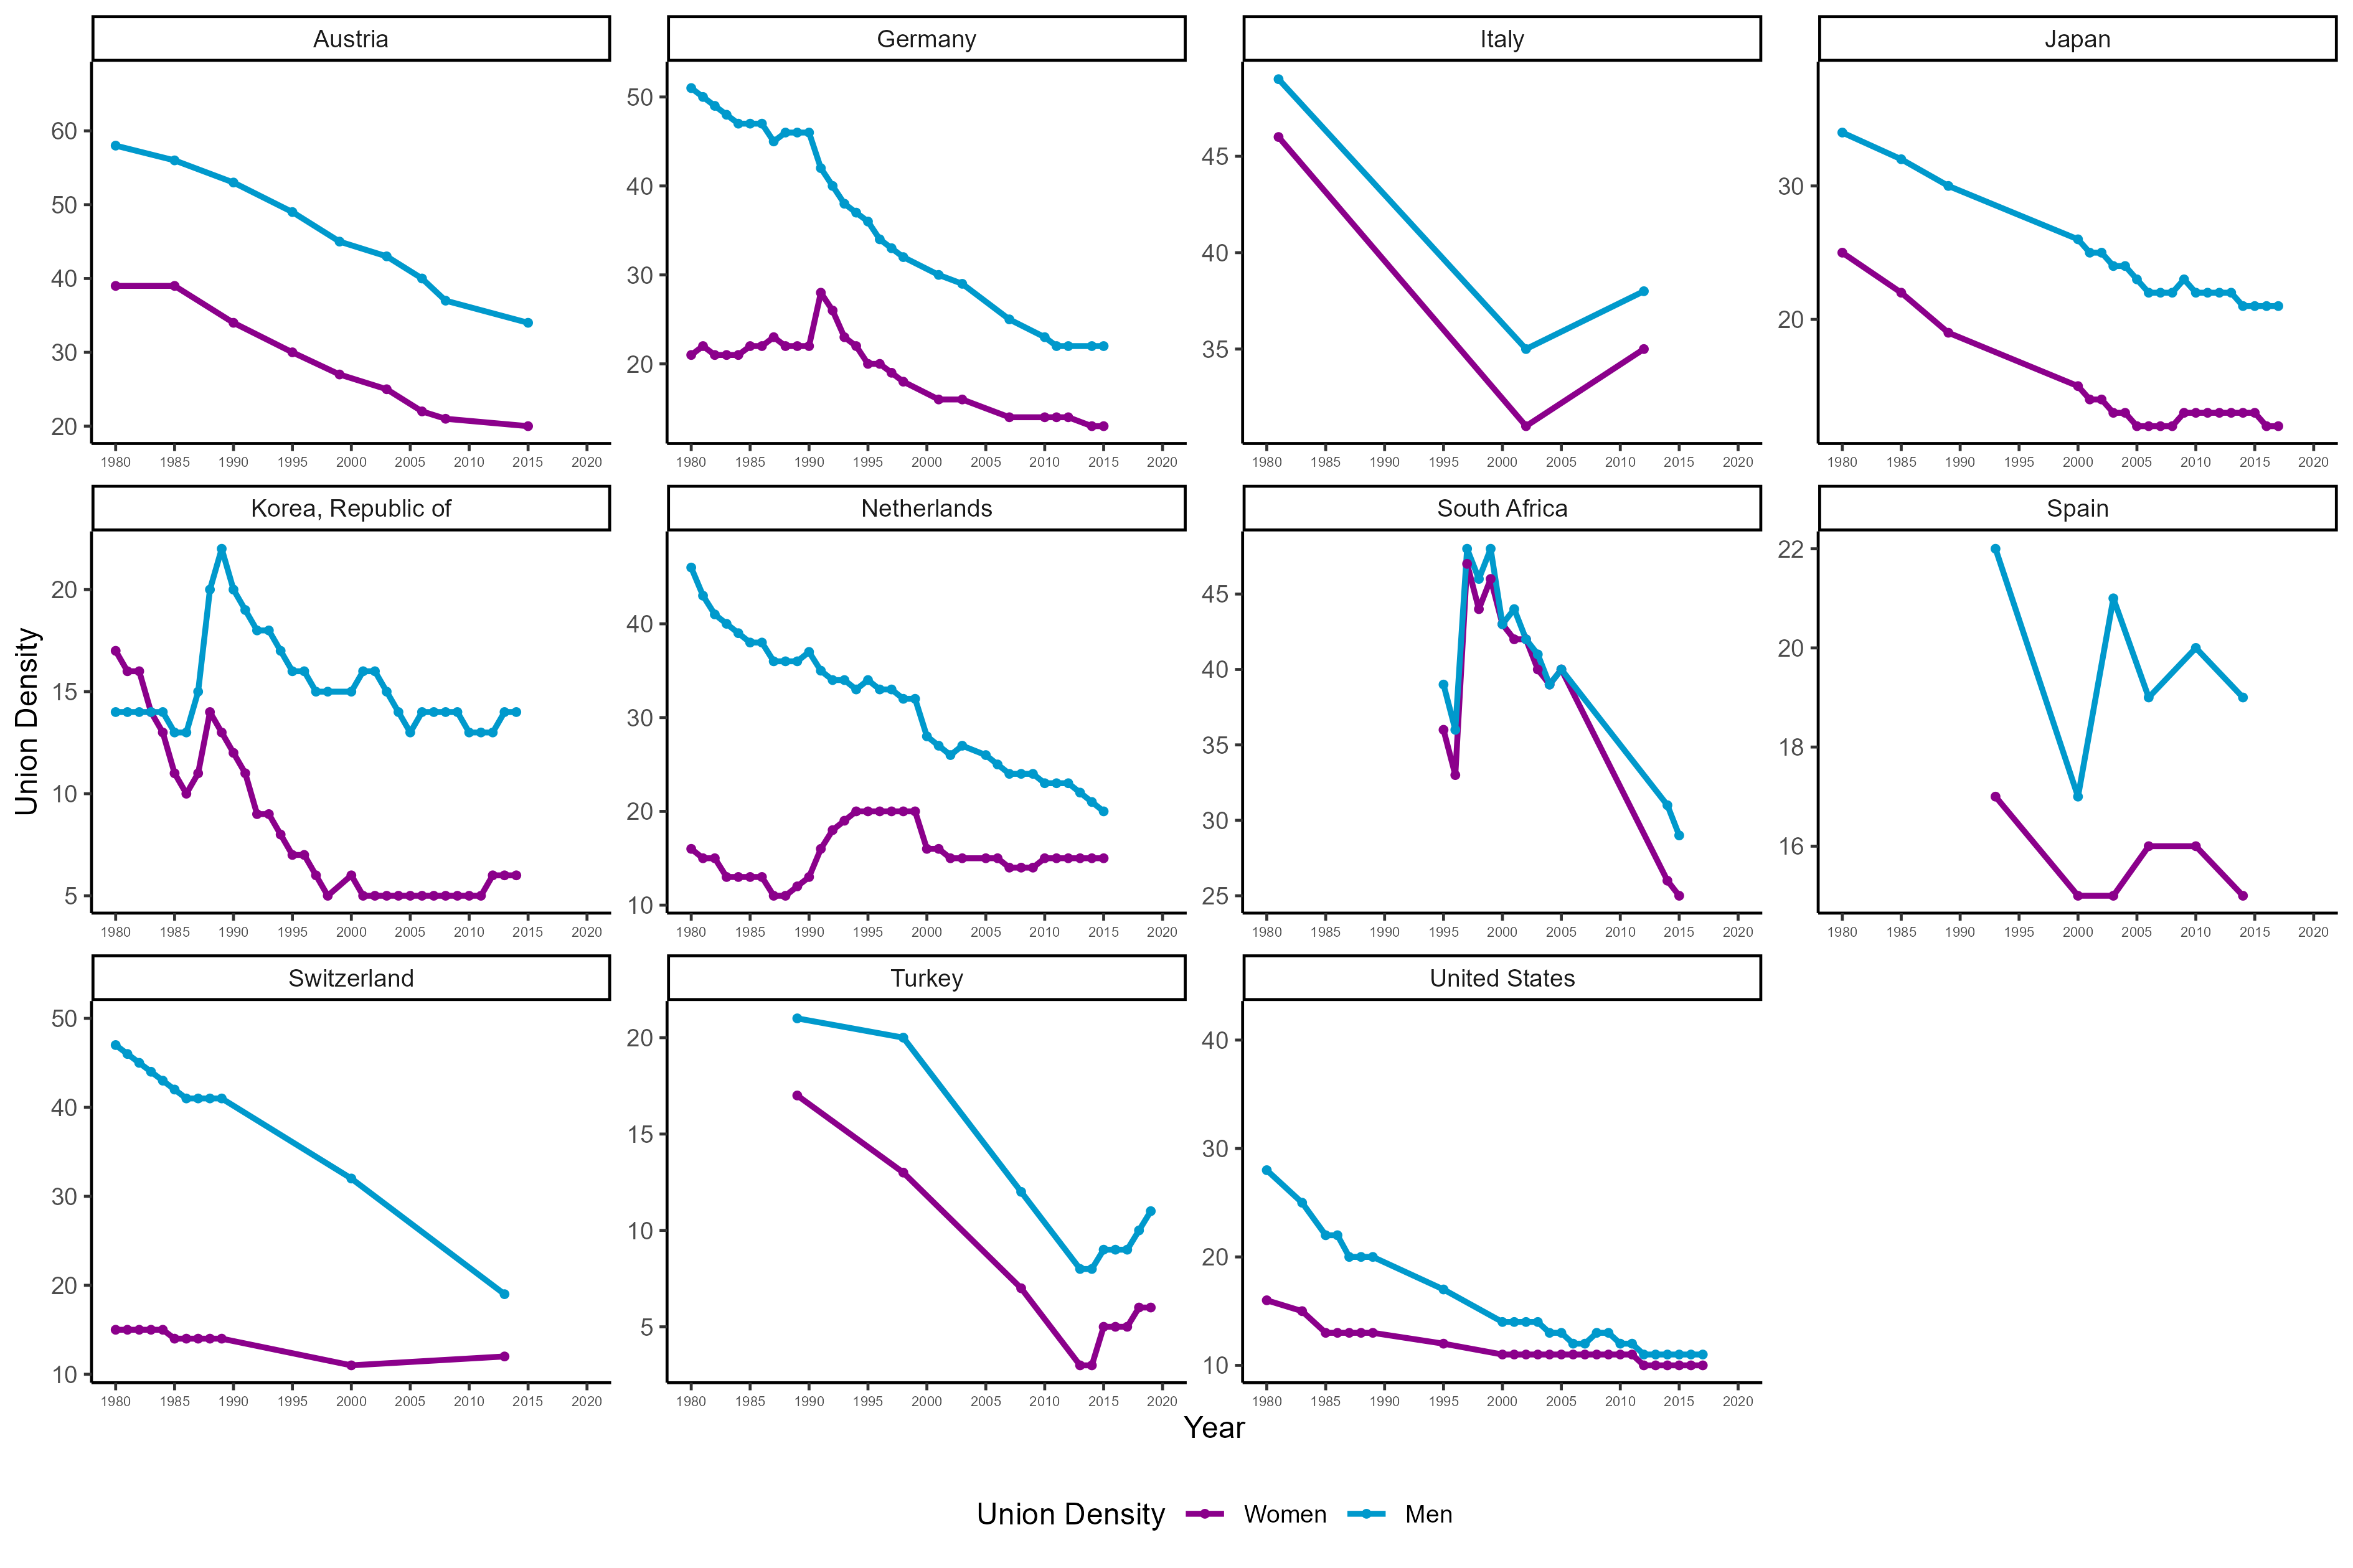 Austria
Germany
Italy
Japan
60
50
40
30
20
50
40
30
20
45
40
35
30
20
1980 1985 1990 1995 2000 2005 2010 2015 2020
1980 1985 1990 1995 2000 2005 2010 2015 2020
1980 1985 1990 1995 2000 2005 2010 2015 2020
1980 1985 1990 1995 2000 2005 2010 2015 2020
Korea, Republic of
Netherlands
South Africa
Spain
Union Density
20
15
10
5
40
30
20
10
45
40
35
30
25
22
20
18
16
1980 1985 1990 1995 2000 2005 2010 2015 2020
1980 1985 1990 1995 2000 2005 2010 2015 2020
1980 1985 1990 1995 2000 2005 2010 2015 2020
1980 1985 1990 1995 2000 2005 2010 2015 2020
Switzerland
Turkey
United States
50
40
30
20
10
20
15
10
5
40
30
20
10
1980 1985 1990 1995 2000 2005 2010 2015 2020
1980 1985 1990 1995 2000 2005 2010 2015 2020
1980 1985 1990 1995 2000 2005 2010 2015 2020
Year
Union Density Women Men